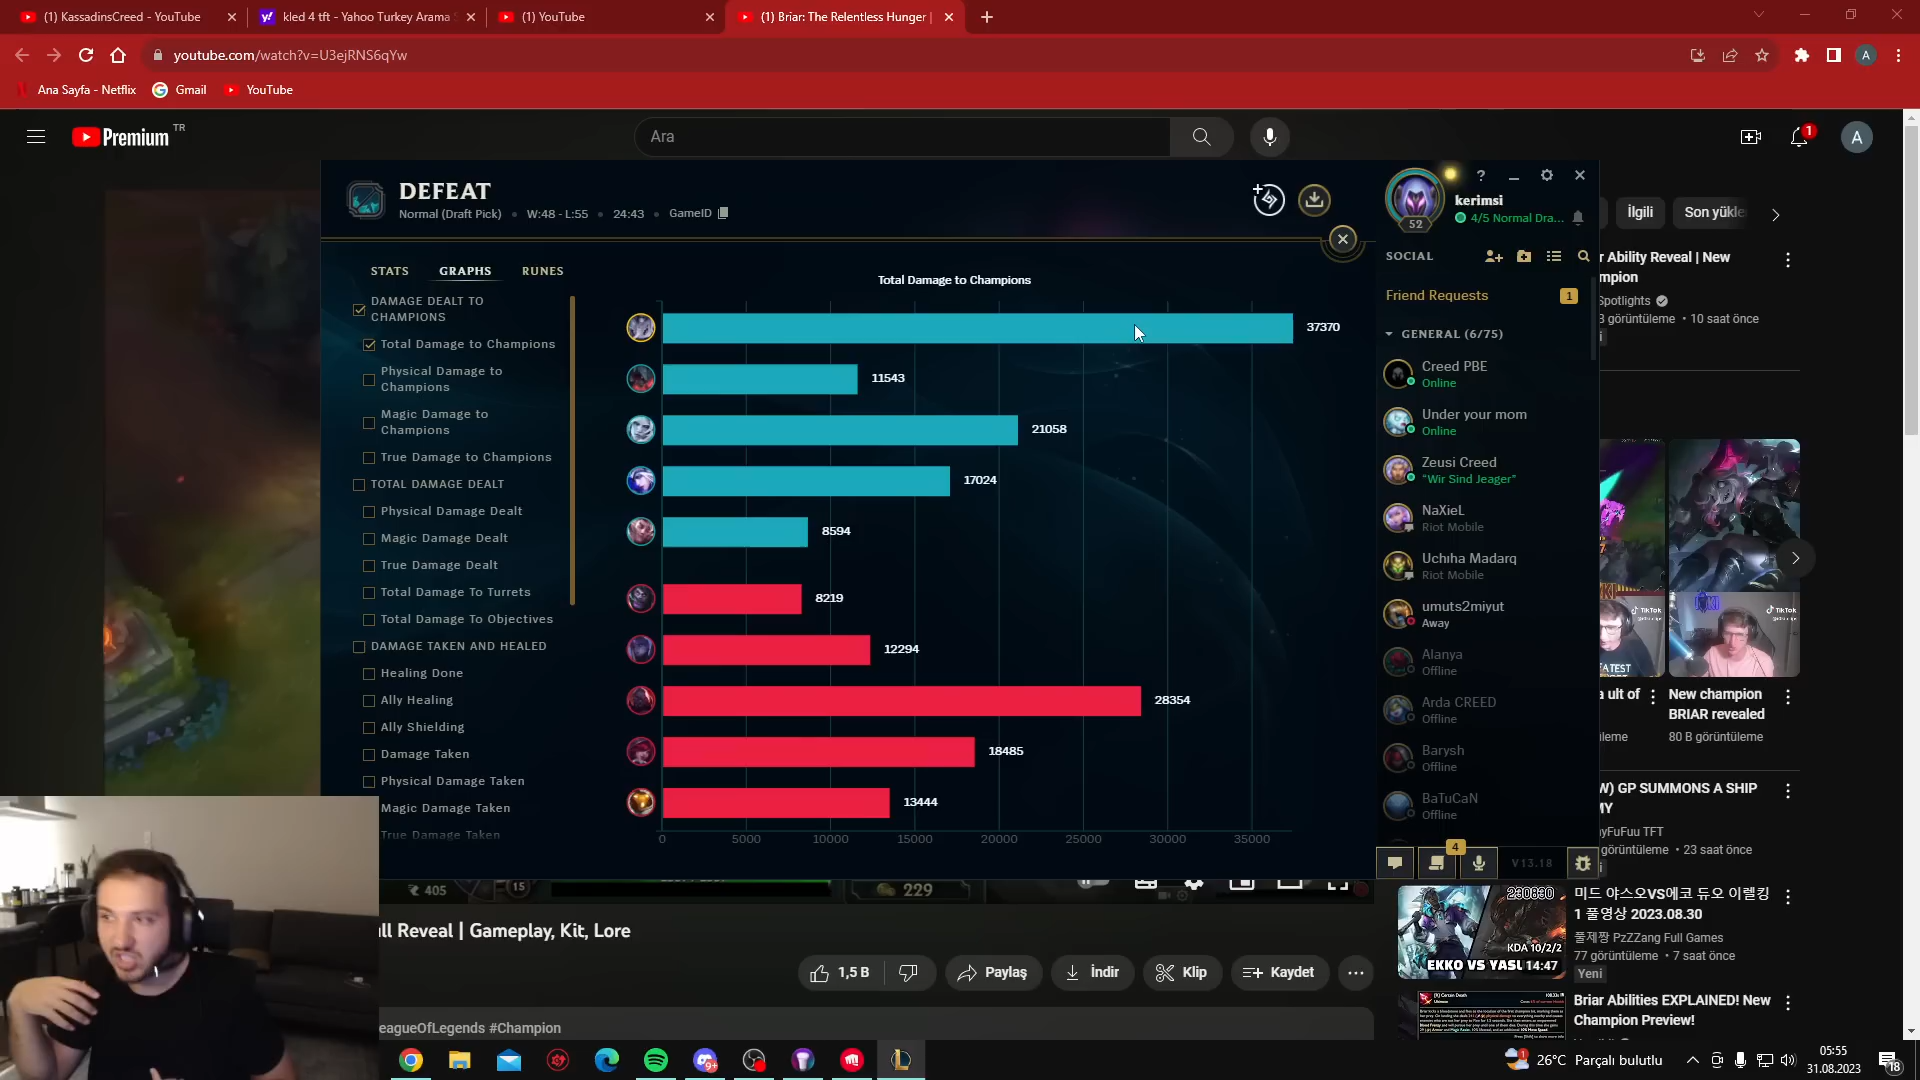 (1) KassadinsCreed - YouTube
kled 4 tft - Yahoo Turkey Arama S
(1) YouTube
(1) Briar: The Relentless Hunger |
youtube.com/watch?v=U3ejRNS6qYw
A
Ana Sayfa - Netflix
Gmail
YouTube
Premium TR
Ara
1
A
DEFEAT
Normal (Draft Pick) • W:48 - L:55 • 24:43 • GameID
52
kerimsi
4/5 Normal Dra...
?
STATS
GRAPHS
RUNES
DAMAGE DEALT TO
CHAMPIONS
Total Damage to Champions
Physical Damage to
Champions
Magic Damage to
Champions
True Damage to Champions
TOTAL DAMAGE DEALT
Physical Damage Dealt
Magic Damage Dealt
True Damage Dealt
Total Damage To Turrets
Total Damage To Objectives
DAMAGE TAKEN AND HEALED
Healing Done
Ally Healing
Ally Shielding
Damage Taken
Physical Damage Taken
Magic Damage Taken
True Damage Taken
Total Damage to Champions
37370
11543
21058
17024
8594
8219
12294
28354
18485
13444
0 5000 10000 15000 20000 25000 30000 35000
SOCIAL
Friend Requests
1
GENERAL (6/75)
Creed PBE
Online
Under your mom
Online
Zeusi Creed
"Wir Sind Jeager"
NaXieL
Riot Mobile
Uchıha Madarq
Riot Mobile
umuts2miyut
Away
Alanya
Offline
Arda CREED
Offline
Barysh
Offline
BaTuCaN
Offline
4
V13.18
İlgili
Son yükle
r Ability Reveal | New
mpion
Spotlights
B görüntüleme • 10 saat önce
a ult of
New champion
BRIAR revealed
80 B görüntüleme
W) GP SUMMONS A SHIP
MY
ayFuFuu TFT
görüntüleme • 23 saat önce
230830
KDA 10/2/2
EKKO VS YASU
14:47
미드 야스오VS에코 듀오 이렐킹
1 풀영상 2023.08.30
풀제짱 PzZZang Full Games
77 görüntüleme • 7 saat önce
Yeni
Briar Abilities EXPLAINED! New
Champion Preview!
405
15
229
ull Reveal | Gameplay, Kit, Lore
1,5 B
Paylaş
İndir
Klip
Kaydet
eagueOfLegends #Champion
9+
26°C Parçalı bulutlu
05:55
31.08.2023
18